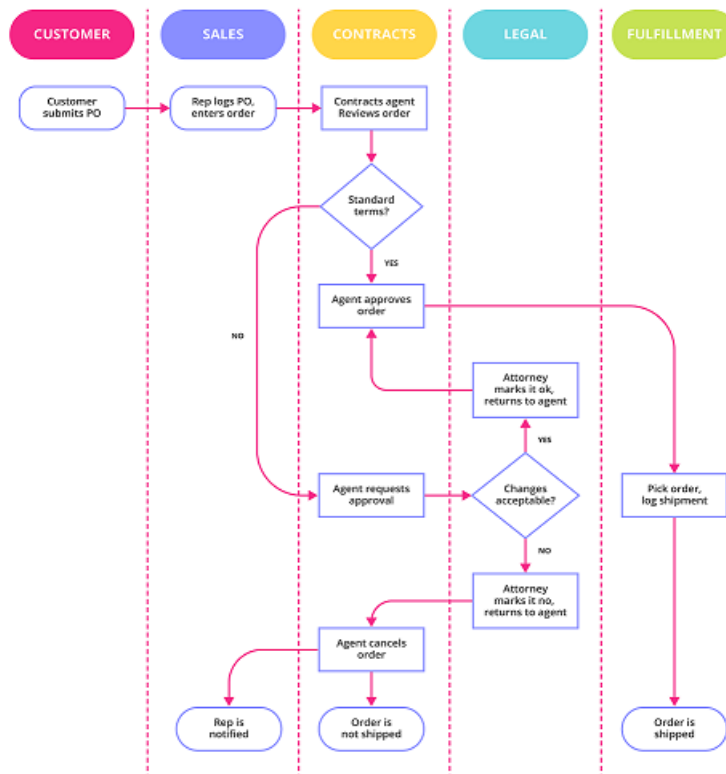 CUSTOMER
SALES
CONTRACTS
LEGAL
FULFILLMENT
Customer
submits PO
Rep logs PO,
enters order
Contracts agent
Reviews order
Standard
terms?
YES
Agent approves
order
NO
Attorney
marks it ok,
returns to agent
YES
Agent requests
approval
Changes
acceptable?
Pick order,
log shipment
NO
Attorney
marks it no,
returns to agent
Agent cancels
order
Rep is
notified
Order is
not shipped
Order is
shipped